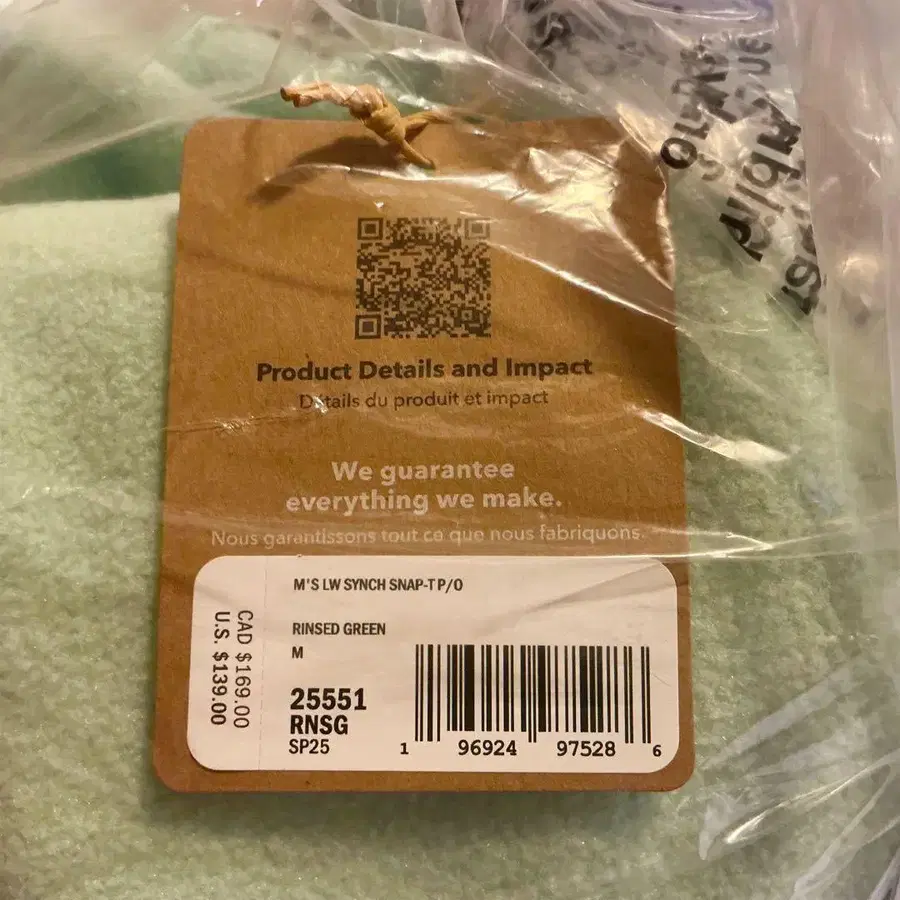 Product Details and Impact
Détails du produit et impact
We guarantee
everything we make.
Nous garantissons tout ce que nous fabriquons.
M'S LW SYNCH SNAP-T P/O
RINSED GREEN
M
25551
RNSG
SP25
CAD $169.00
U.S. $139.00
1 96924 97528 6